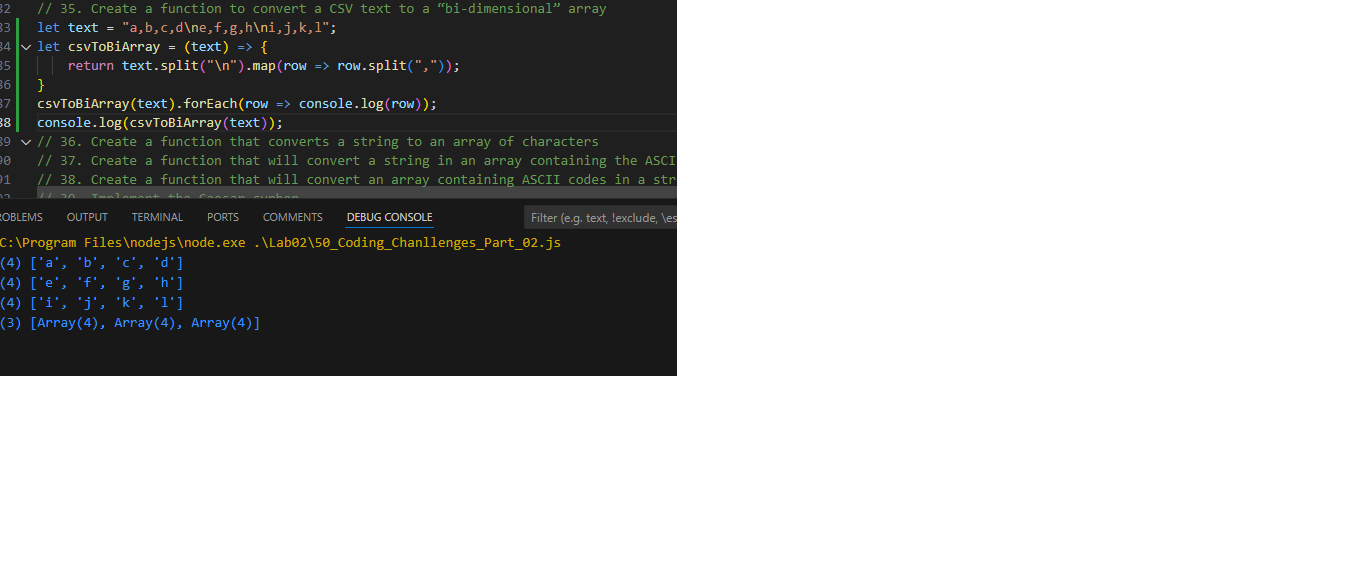 32 // 35. Create a function to convert a CSV text to a “bi-dimensional” array
33 let text = "a,b,c,d\ne,f,g,h\ni,j,k,l";
34 let csvToBiArray = (text) => {
35 return text.split("\n").map(row => row.split(","));
36 }
37 csvToBiArray(text).forEach(row => console.log(row));
38 console.log(csvToBiArray(text));
39 // 36. Create a function that converts a string to an array of characters
90 // 37. Create a function that will convert a string in an array containing the ASCI
91 // 38. Create a function that will convert an array containing ASCII codes in a str
// 39. Implement the Caesar cypher
ROBLEMS OUTPUT TERMINAL PORTS COMMENTS DEBUG CONSOLE Filter (e.g. text, !exclude, \es
C:\Program Files\nodejs\node.exe .\Lab02\50_Coding_Chanllenges_Part_02.js
(4) ['a', 'b', 'c', 'd']
(4) ['e', 'f', 'g', 'h']
(4) ['i', 'j', 'k', 'l']
(3) [Array(4), Array(4), Array(4)]